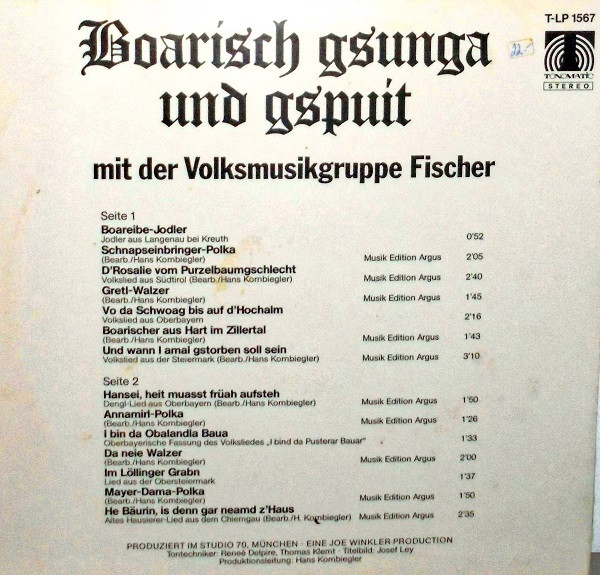 T-LP 1567
Boarisch gsunga
22.-
TONOMATIC
STEREO
und gspuit
mit der Volksmusikgruppe Fischer
Seite 1
Boareibe-Jodler
Jodler aus Langenau bei Kreuth 0'52
Schnapseinbringer-Polka
(Bearb./Hans Kornbiegler) Musik Edition Argus 2'05
D'Rosalie vom Purzelbaumgschlecht
Volkslied aus Südtirol (Bearb./Hans Kornbiegler) Musik Edition Argus 2'40
Gretl-Walzer
(Bearb./Hans Kornbiegler) Musik Edition Argus 1'45
Vo da Schwoag bis auf d'Hochalm
Volkslied aus Oberbayern 2'16
Boarischer aus Hart im Zillertal
(Bearb./Hans Kornbiegler) Musik Edition Argus 1'43
Und wann I amal gstorben soll sein
Volkslied aus der Steiermark (Bearb./Hans Kornbiegler) Musik Edition Argus 3'10
Seite 2
Hansei, heit muasst früah aufsteh
Dengl-Lied aus Oberbayern (Bearb./Hans Kornbiegler) Musik Edition Argus 1'50
Annamirl-Polka
(Bearb./Hans Kornbiegler) Musik Edition Argus 1'26
I bin da Obalandla Baua
Oberbayerische Fassung des Volksliedes „I bind da Pusterar Bauar" 1'33
Da neie Walzer
(Bearb./Hans Kornbiegler) Musik Edition Argus 2'00
Im Löllinger Grabn
Lied aus der Obersteiermark 1'37
Mayer-Dama-Polka
(Bearb./Hans Kornbiegler) Musik Edition Argus 1'50
He Bäurin, is denn gar neamd z'Haus
Altes Hausierer-Lied aus dem Chiemgau (Bearb./H. Kornbiegler) Musik Edition Argus 2'35
PRODUZIERT IM STUDIO 70, MÜNCHEN · EINE JOE WINKLER PRODUCTION
Tontechniker: Reneé Delpire, Thomas Klemt · Titelbild: Josef Ley
Produktionsleitung: Hans Kornbiegler